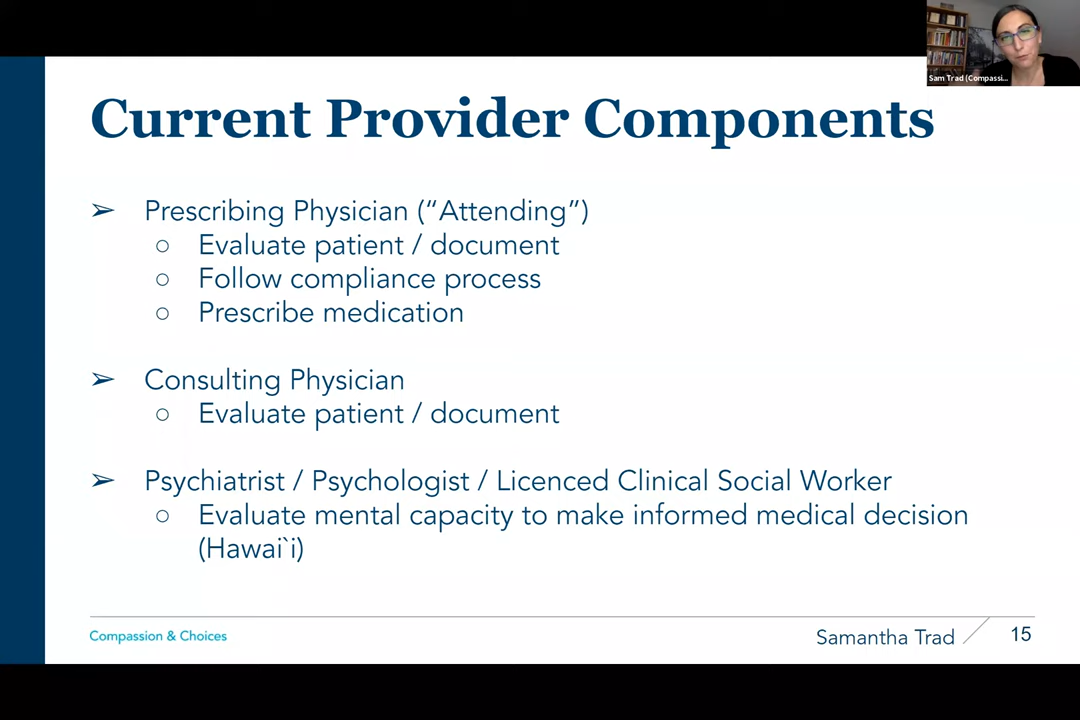 Sam Trad (Compassi...
Current Provider Components
➢ Prescribing Physician (“Attending”)
○ Evaluate patient / document
○ Follow compliance process
○ Prescribe medication
➢ Consulting Physician
○ Evaluate patient / document
➢ Psychiatrist / Psychologist / Licenced Clinical Social Worker
○ Evaluate mental capacity to make informed medical decision
(Hawai`i)
Compassion & Choices
Samantha Trad
15